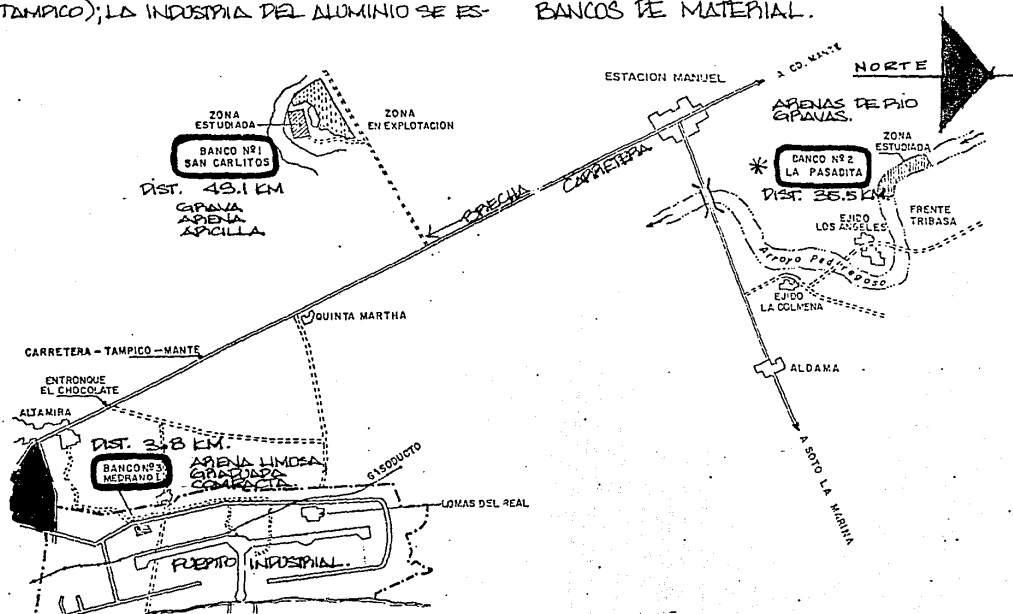 TAMPICO); LA INDUSTRIA DEL ALUMINIO SE ES-
BANCOS DE MATERIAL.
NORTE
ESTACION MANUEL
A CD. MANTE
ARENAS DE RIO
GRAVAS.
ZONA
ESTUDIADA
ZONA
EN EXPLOTACION
BANCO Nº1
SAN CARLITOS
DIST. 49.1 KM
GRAVA
ARENA
ARCILLA
BRECHA
CARRETERA
ZONA
ESTUDIADA
* BANCO Nº2
LA PASADITA
DIST. 35.5 KM.
FRENTE
TRIBASA
EJIDO
LOS ANGELES
Arroyo Pedregoso
EJIDO
LA COLMENA
QUINTA MARTHA
CARRETERA - TAMPICO - MANTE
ENTRONQUE
EL CHOCOLATE
ALTAMIRA
ALDAMA
A SOTO LA MARINA
DIST. 3.8 KM.
BANCO Nº3
MEDRANO
ARENA LIMOSA
GRADUADA
COMPACTA
GASODUCTO
LOMAS DEL REAL
PUERTO INDUSTRIAL.